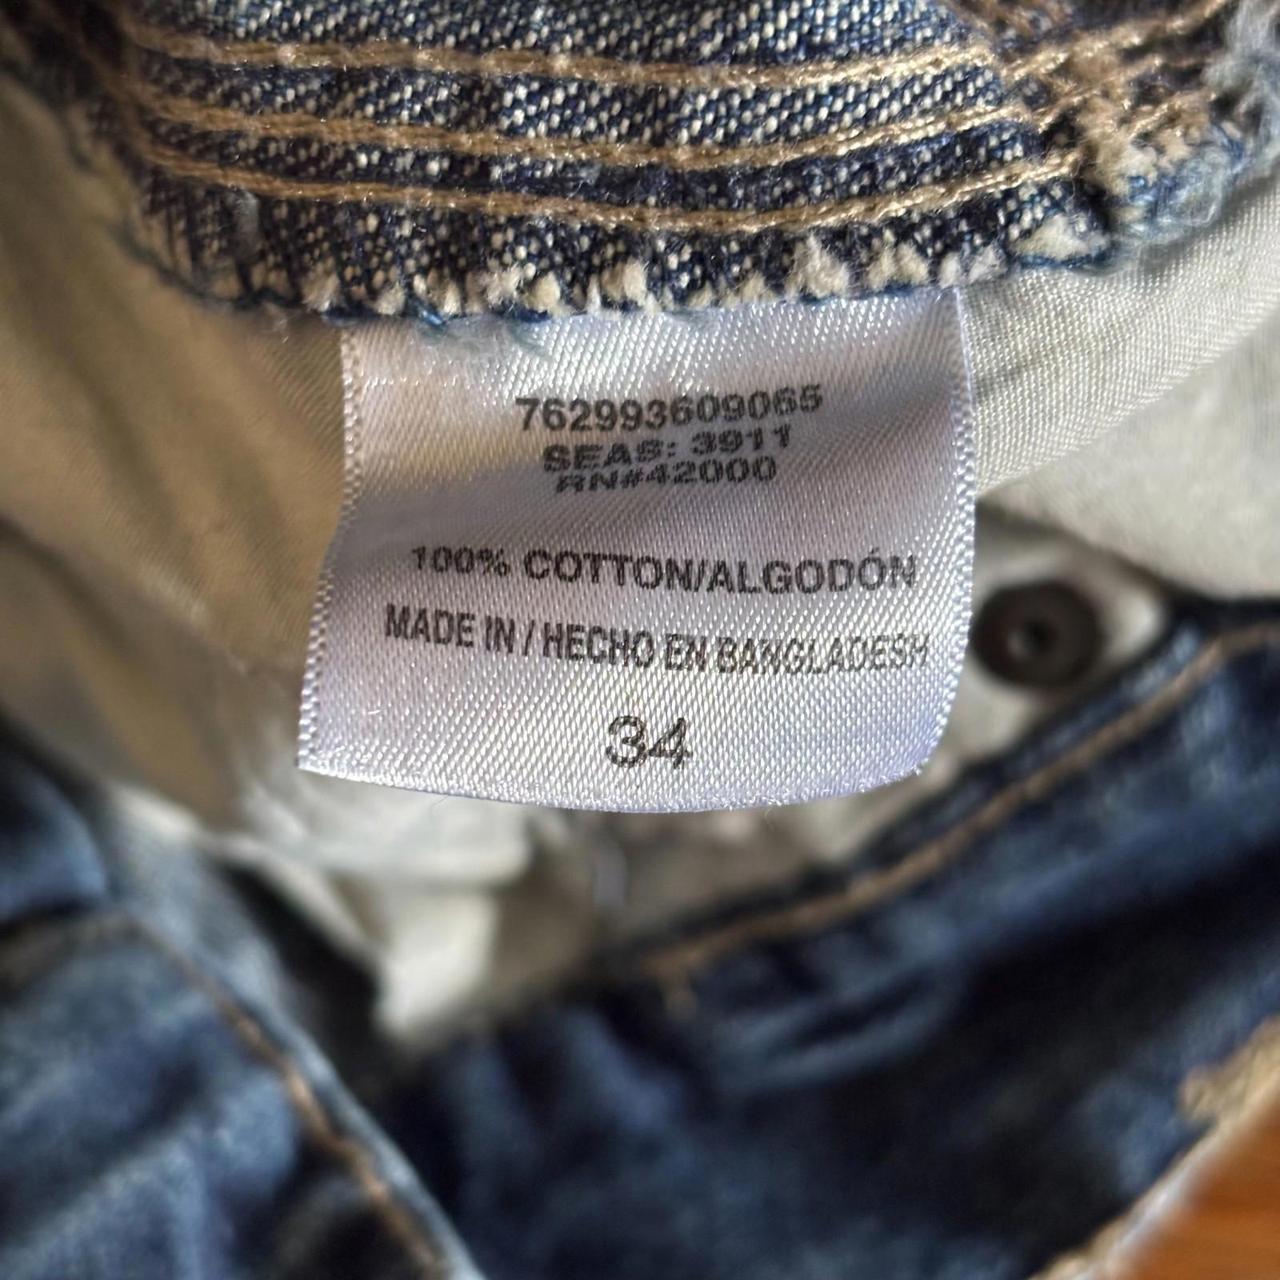 762993609065
SEAS: 3911
RN#42000
100% COTTON/ALGODÓN
MADE IN / HECHO EN BANGLADESH
34